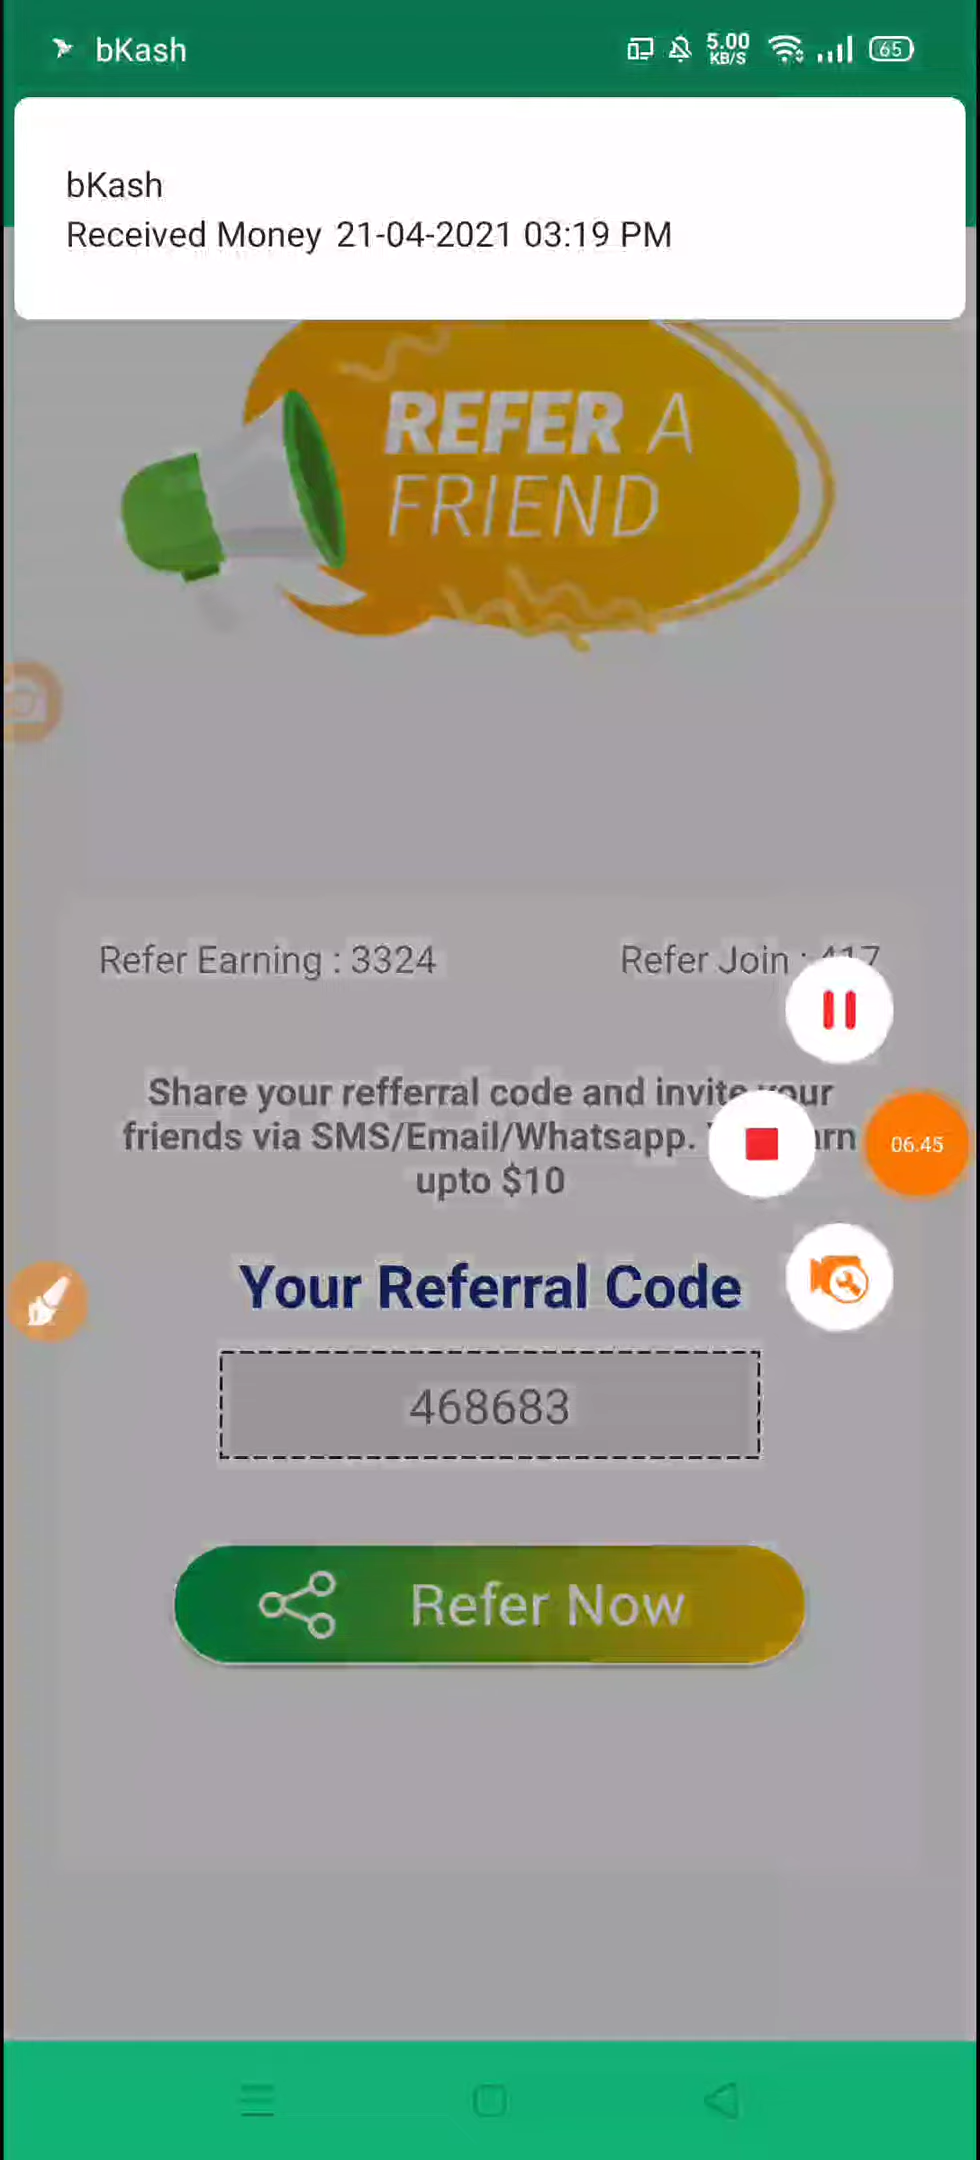 bKash
5.00
KB/S
65
bKash
Received Money 21-04-2021 03:19 PM
REFER A
FRIEND
Refer Earning : 3324
Refer Join : 417
Share your refferral code and invite your
friends via SMS/Email/Whatsapp.
upto $10
06.45
Your Referral Code
468683
Refer Now